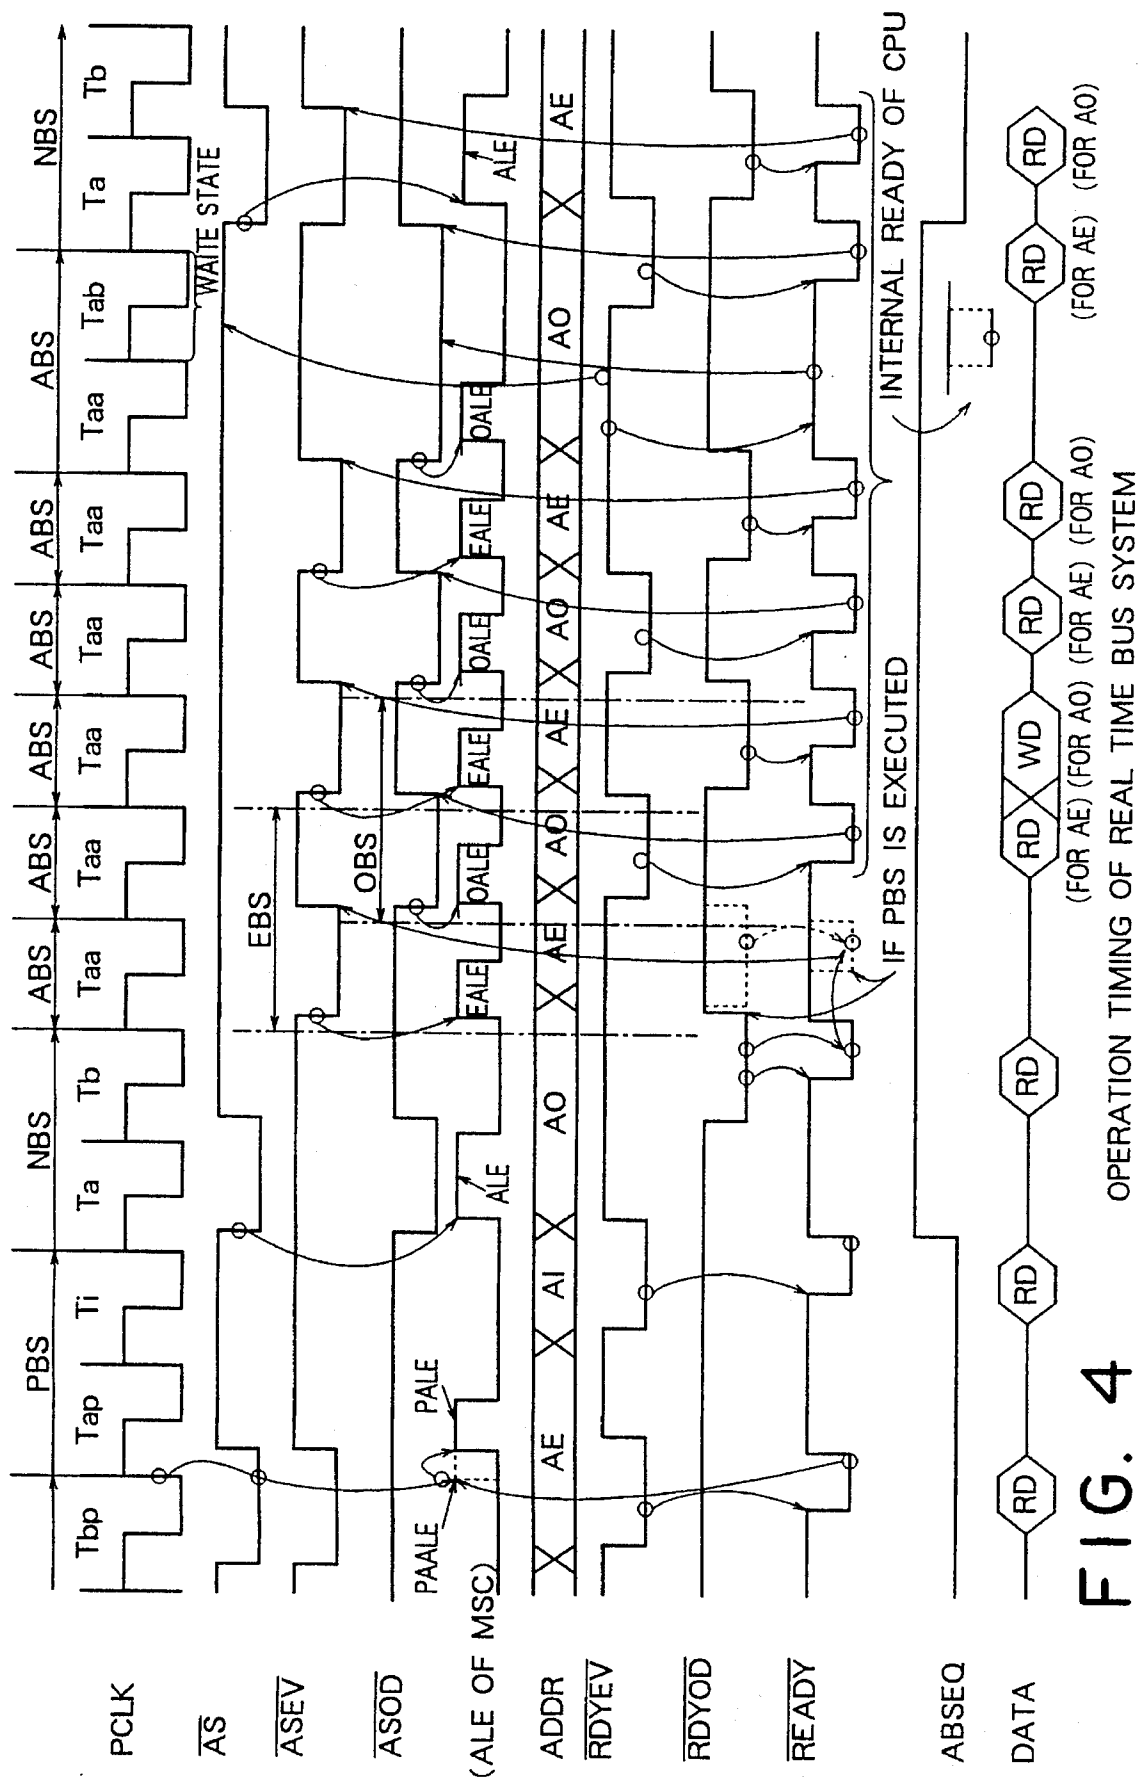 PBS NBS ABS ABS ABS ABS ABS ABS NBS
Tbp Tap Ti Ta Tb Taa Taa Taa Taa Taa Taa Tab Ta Tb
PCLK
WAITE STATE
AS
EBS
ASEV
OBS
ASOD
PAALE PALE ALE EALE OALE EALE OALE EALE OALE ALE
(ALE OF MSC)
ADDR AE AI AO AE AO AE AO AE AO AE
RDYEV
RDYOD
READY
IF PBS IS EXECUTED
INTERNAL READY OF CPU
ABSEQ
DATA RD RD RD RD WD RD RD RD RD
(FOR AE) (FOR AO) (FOR AE) (FOR AO) (FOR AE) (FOR AO)
FIG. 4
OPERATION TIMING OF REAL TIME BUS SYSTEM